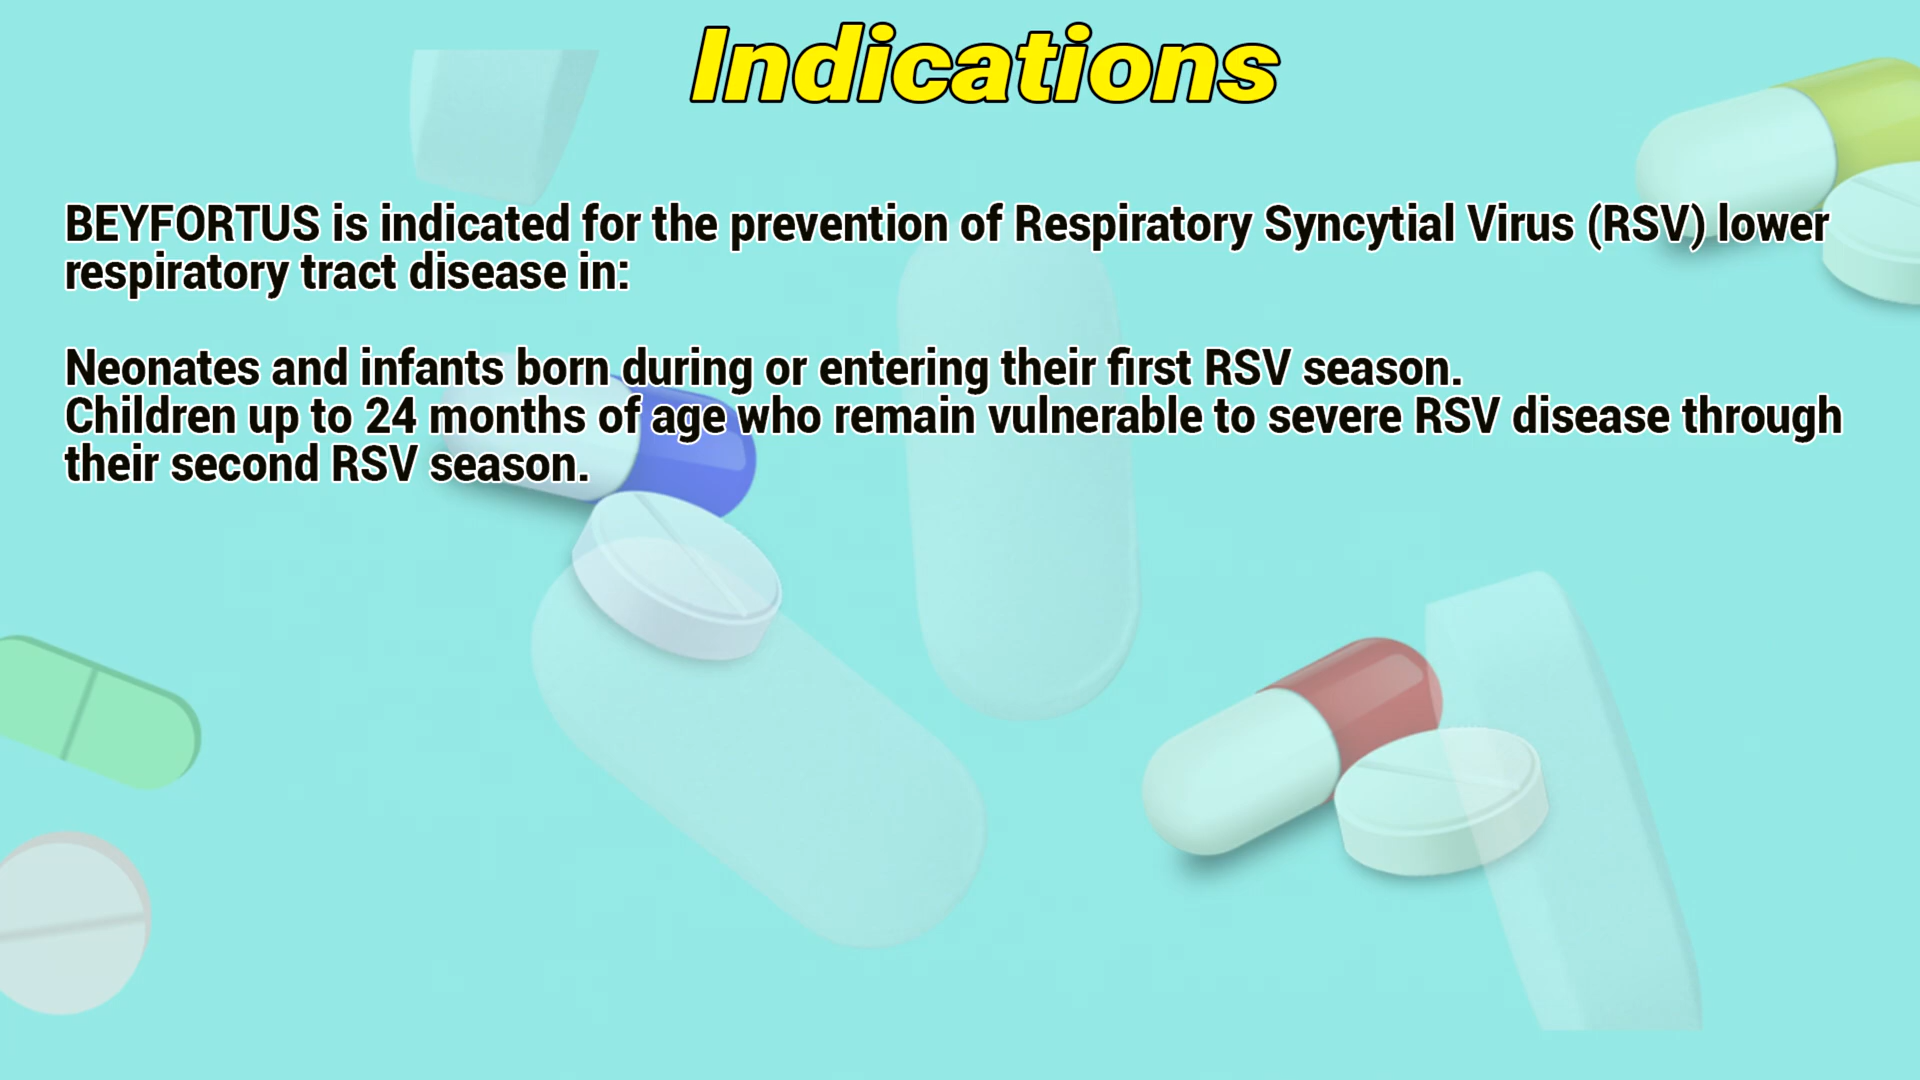 Indications
BEYFORTUS is indicated for the prevention of Respiratory Syncytial Virus (RSV) lower
respiratory tract disease in:
Neonates and infants born during or entering their first RSV season.
Children up to 24 months of age who remain vulnerable to severe RSV disease through
their second RSV season.